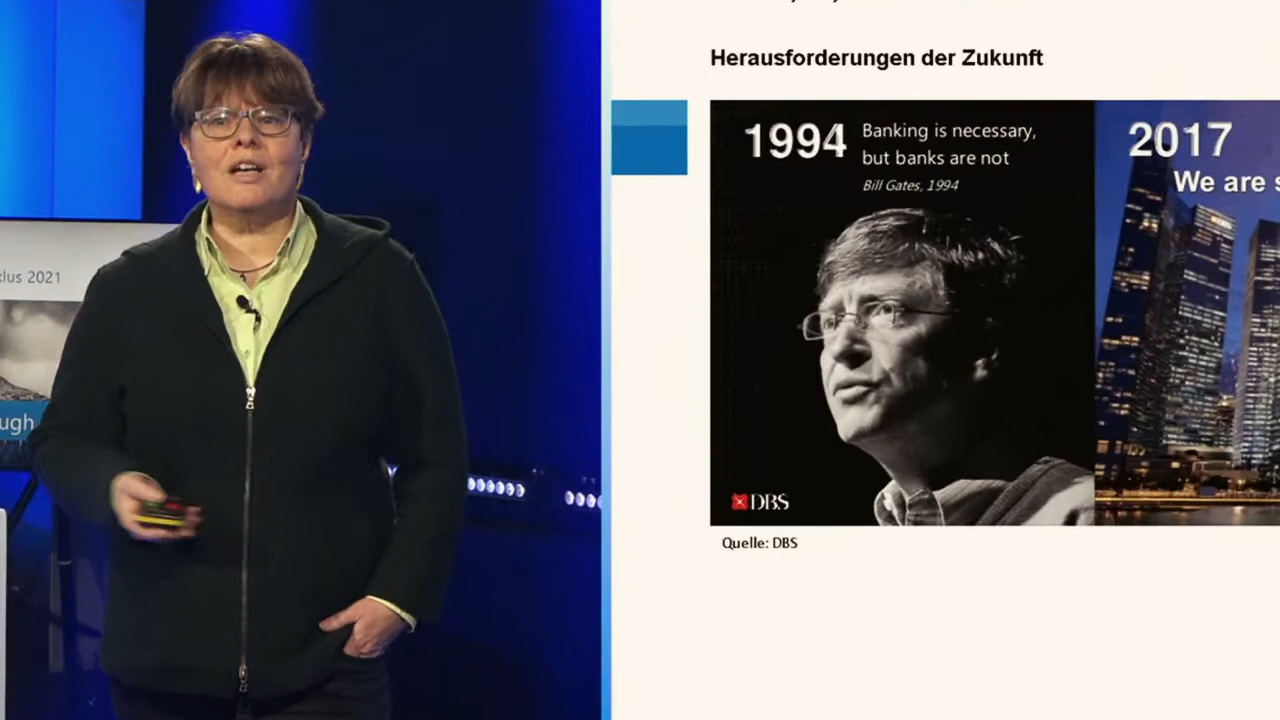 Herausforderungen der Zukunft
1994
Banking is necessary,
but banks are not
Bill Gates, 1994
2017
We are
DBS
Quelle: DBS
klus 2021
ugh